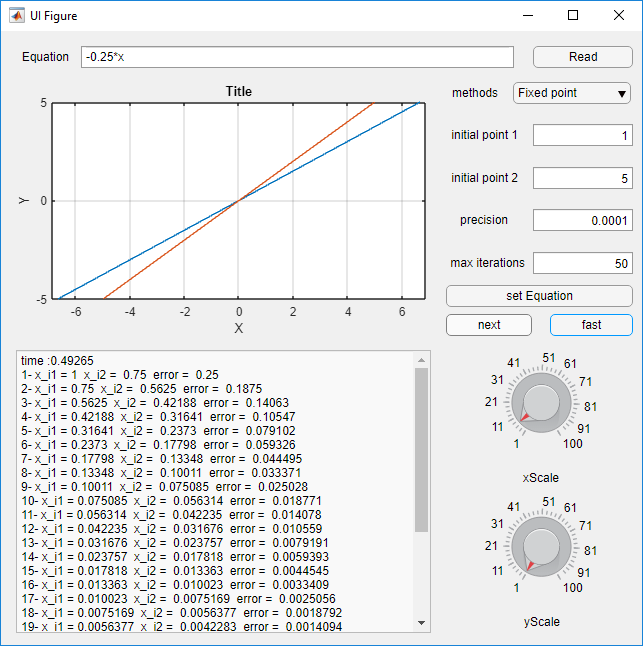 UI Figure
Equation -0.25*x Read
Title
methods Fixed point
initial point 1 1
initial point 2 5
precision 0.0001
max iterations 50
set Equation
next fast
5
0
-5
Y
-6 -4 -2 0 2 4 6
X
time :0.49265
1- x_i1 = 1 x_i2 = 0.75 error = 0.25
2- x_i1 = 0.75 x_i2 = 0.5625 error = 0.1875
3- x_i1 = 0.5625 x_i2 = 0.42188 error = 0.14063
4- x_i1 = 0.42188 x_i2 = 0.31641 error = 0.10547
5- x_i1 = 0.31641 x_i2 = 0.2373 error = 0.079102
6- x_i1 = 0.2373 x_i2 = 0.17798 error = 0.059326
7- x_i1 = 0.17798 x_i2 = 0.13348 error = 0.044495
8- x_i1 = 0.13348 x_i2 = 0.10011 error = 0.033371
9- x_i1 = 0.10011 x_i2 = 0.075085 error = 0.025028
10- x_i1 = 0.075085 x_i2 = 0.056314 error = 0.018771
11- x_i1 = 0.056314 x_i2 = 0.042235 error = 0.014078
12- x_i1 = 0.042235 x_i2 = 0.031676 error = 0.010559
13- x_i1 = 0.031676 x_i2 = 0.023757 error = 0.0079191
14- x_i1 = 0.023757 x_i2 = 0.017818 error = 0.0059393
15- x_i1 = 0.017818 x_i2 = 0.013363 error = 0.0044545
16- x_i1 = 0.013363 x_i2 = 0.010023 error = 0.0033409
17- x_i1 = 0.010023 x_i2 = 0.0075169 error = 0.0025056
18- x_i1 = 0.0075169 x_i2 = 0.0056377 error = 0.0018792
19- x_i1 = 0.0056377 x_i2 = 0.0042283 error = 0.0014094
1 11 21 31 41 51 61 71 81 91 100
xScale
1 11 21 31 41 51 61 71 81 91 100
yScale